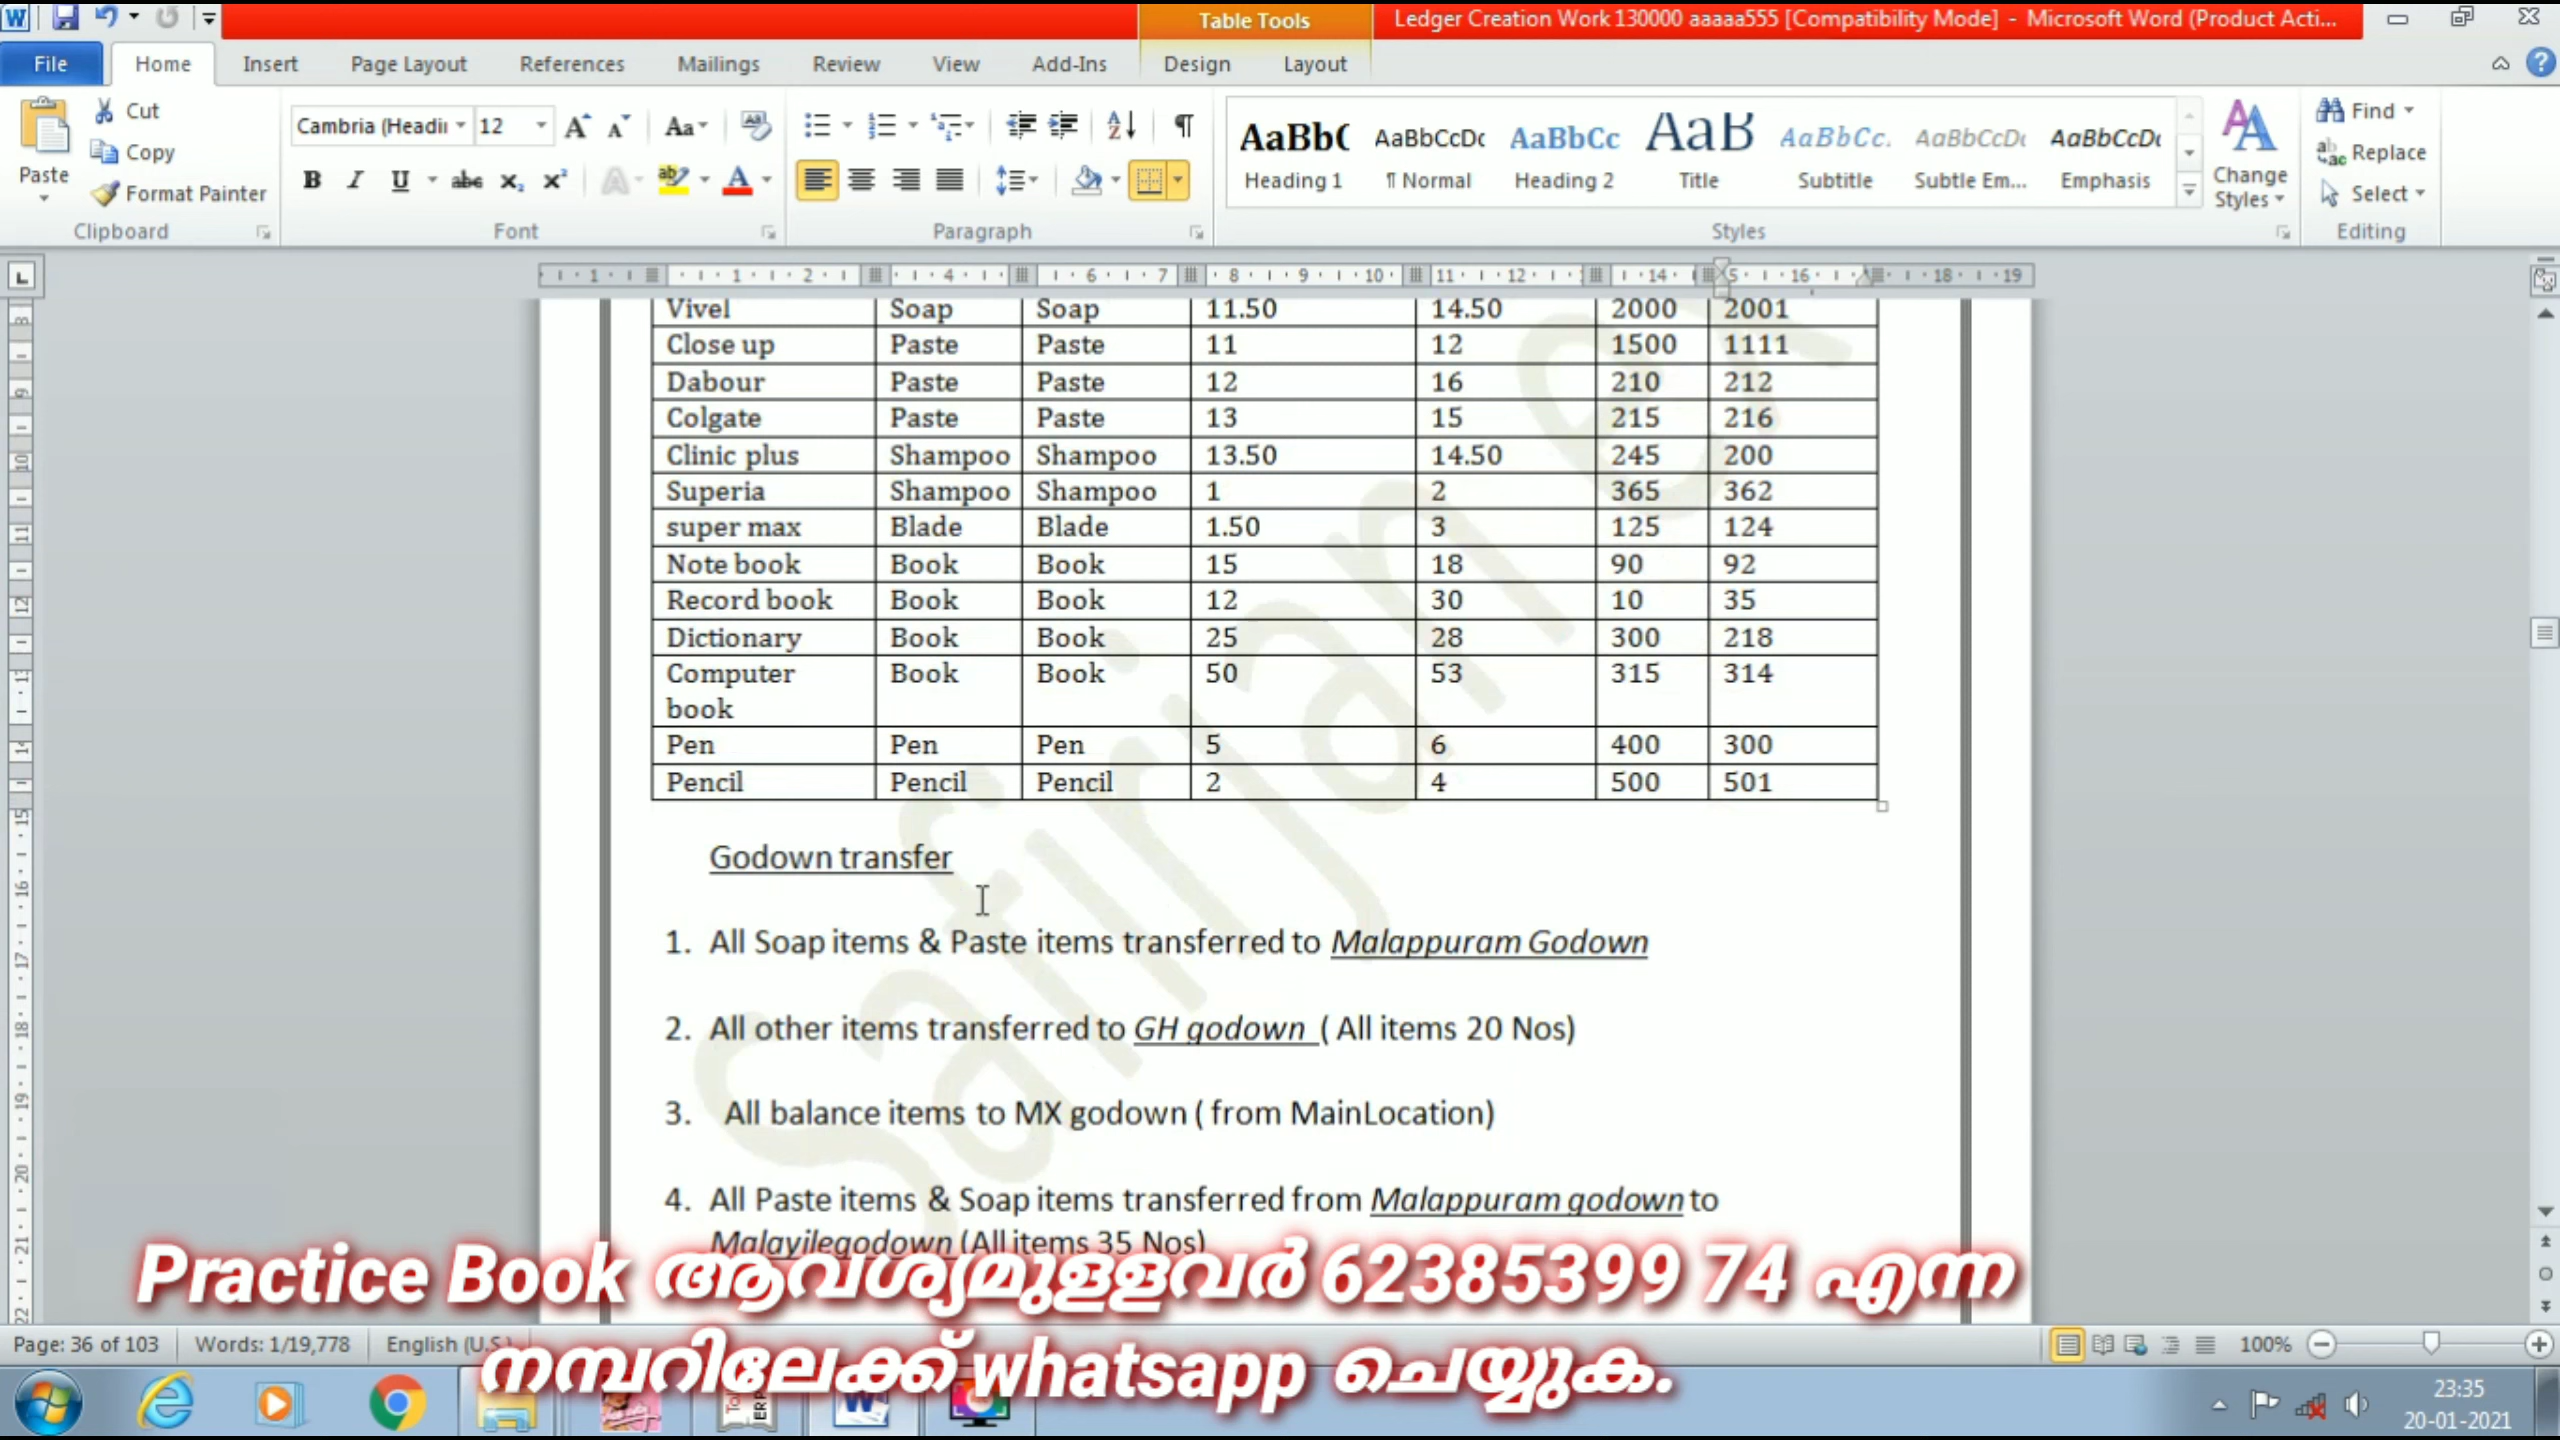 Table Tools
Ledger Creation Work 130000 aaaaa555 [Compatibility Mode] - Microsoft Word (Product Acti...
File Home Insert Page Layout References Mailings Review View Add-Ins Design Layout
Paste
Cut
Copy
Format Painter
Clipboard
Cambria (Headin 12
Font
Paragraph
AaBbC AaBbCcDc AaBbCc AaB AaBbCc. AaBbCcDc AaBbCcDc
Heading 1 ¶ Normal Heading 2 Title Subtitle Subtle Em... Emphasis
Styles
Change Styles
Find
Replace
Select
Editing
Vivel Soap Soap 11.50 14.50 2000 2001
Close up Paste Paste 11 12 1500 1111
Dabour Paste Paste 12 16 210 212
Colgate Paste Paste 13 15 215 216
Clinic plus Shampoo Shampoo 13.50 14.50 245 200
Superia Shampoo Shampoo 1 2 365 362
super max Blade Blade 1.50 3 125 124
Note book Book Book 15 18 90 92
Record book Book Book 12 30 10 35
Dictionary Book Book 25 28 300 218
Computer book Book Book 50 53 315 314
Pen Pen Pen 5 6 400 300
Pencil Pencil Pencil 2 4 500 501
Godown transfer
1. All Soap items & Paste items transferred to Malappuram Godown
2. All other items transferred to GH godown ( All items 20 Nos)
3. All balance items to MX godown ( from MainLocation)
4. All Paste items & Soap items transferred from Malappuram godown to
Malayilegodown (All items 35 Nos)
Practice Book ആവശ്യമുള്ളവർ 62385399 74 എന്ന
നമ്പറിലേക്ക് whatsapp ചെയ്യുക.
Page: 36 of 103 Words: 1/19,778 English (U.S.) 100%
23:35
20-01-2021